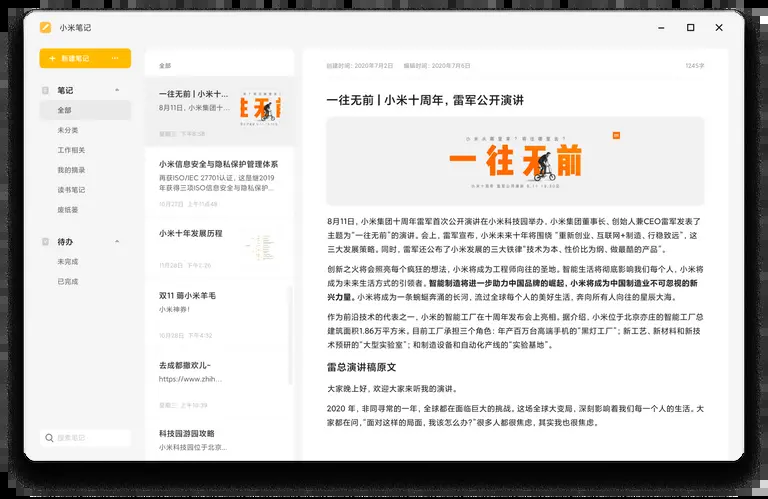 小米笔记
+ 新建笔记 ...
笔记
全部
未分类
工作相关
我的摘录
读书笔记
废纸篓
待办
未完成
已完成
搜索笔记
全部
一往无前 | 小米十...
8月11日，小米集团十...
星期三 下午8:58
小米信息安全与隐私保护管理体系
再获ISO/IEC 27701认证，这是继2019
年获得三项ISO信息安全与隐私保护...
10月27日 上午11:48
小米十年发展历程
双11 薅小米羊毛
小米神券！
10月28日 下午4:32
去成都撒欢儿~
https://www.zhih...
星期三 上午10:39
科技园游园攻略
小米科技园位于北京...
创建时间：2020年7月2日 编辑时间：2020年7月5日 1245字
一往无前 | 小米十周年，雷军公开演讲
一往无前
8月11日，小米集团十周年雷军首次公开演讲在小米科技园举办，小米集团董事长、创始人兼CEO雷军发表了
主题为“一往无前”的演讲。会上，雷军宣布，小米未来十年将围绕 “重新创业、互联网+制造、行稳致远”，这
三大发展策略。同时，雷军还公布了小米发展的三大铁律“技术为本、性价比为纲、做最酷的产品”。
创新之火将会照亮每个疯狂的想法，小米将成为工程师向往的圣地。智能生活将彻底影响我们每个人，小米将
成为未来生活方式的引领者。智能制造将进一步助力中国品牌的崛起，小米将成为中国制造业不可忽视的新
兴力量。小米将成为一条蜿蜒奔涌的长河，流过全球每个人的美好生活，奔向所有人向往的星辰大海。
作为前沿技术的代表之一，小米的智能工厂在十周年发布会上亮相。据介绍，小米位于北京亦庄的智能工厂总
建筑面积1.86万平方米，目前工厂承担三个角色：年产百万台高端手机的“黑灯工厂”；新工艺、新材料和新技
术预研的“大型实验室”；和制造设备和自动化产线的“实验基地”。
雷总演讲稿原文
大家晚上好，欢迎大家来听我的演讲。
2020 年，非同寻常的一年，全球都在面临巨大的挑战。这场全球大变局，深刻影响着我们每一个人的生活。大
家都在问，“面对这样的局面，我该怎么办？”很多人都很焦虑，其实我也很焦虑。